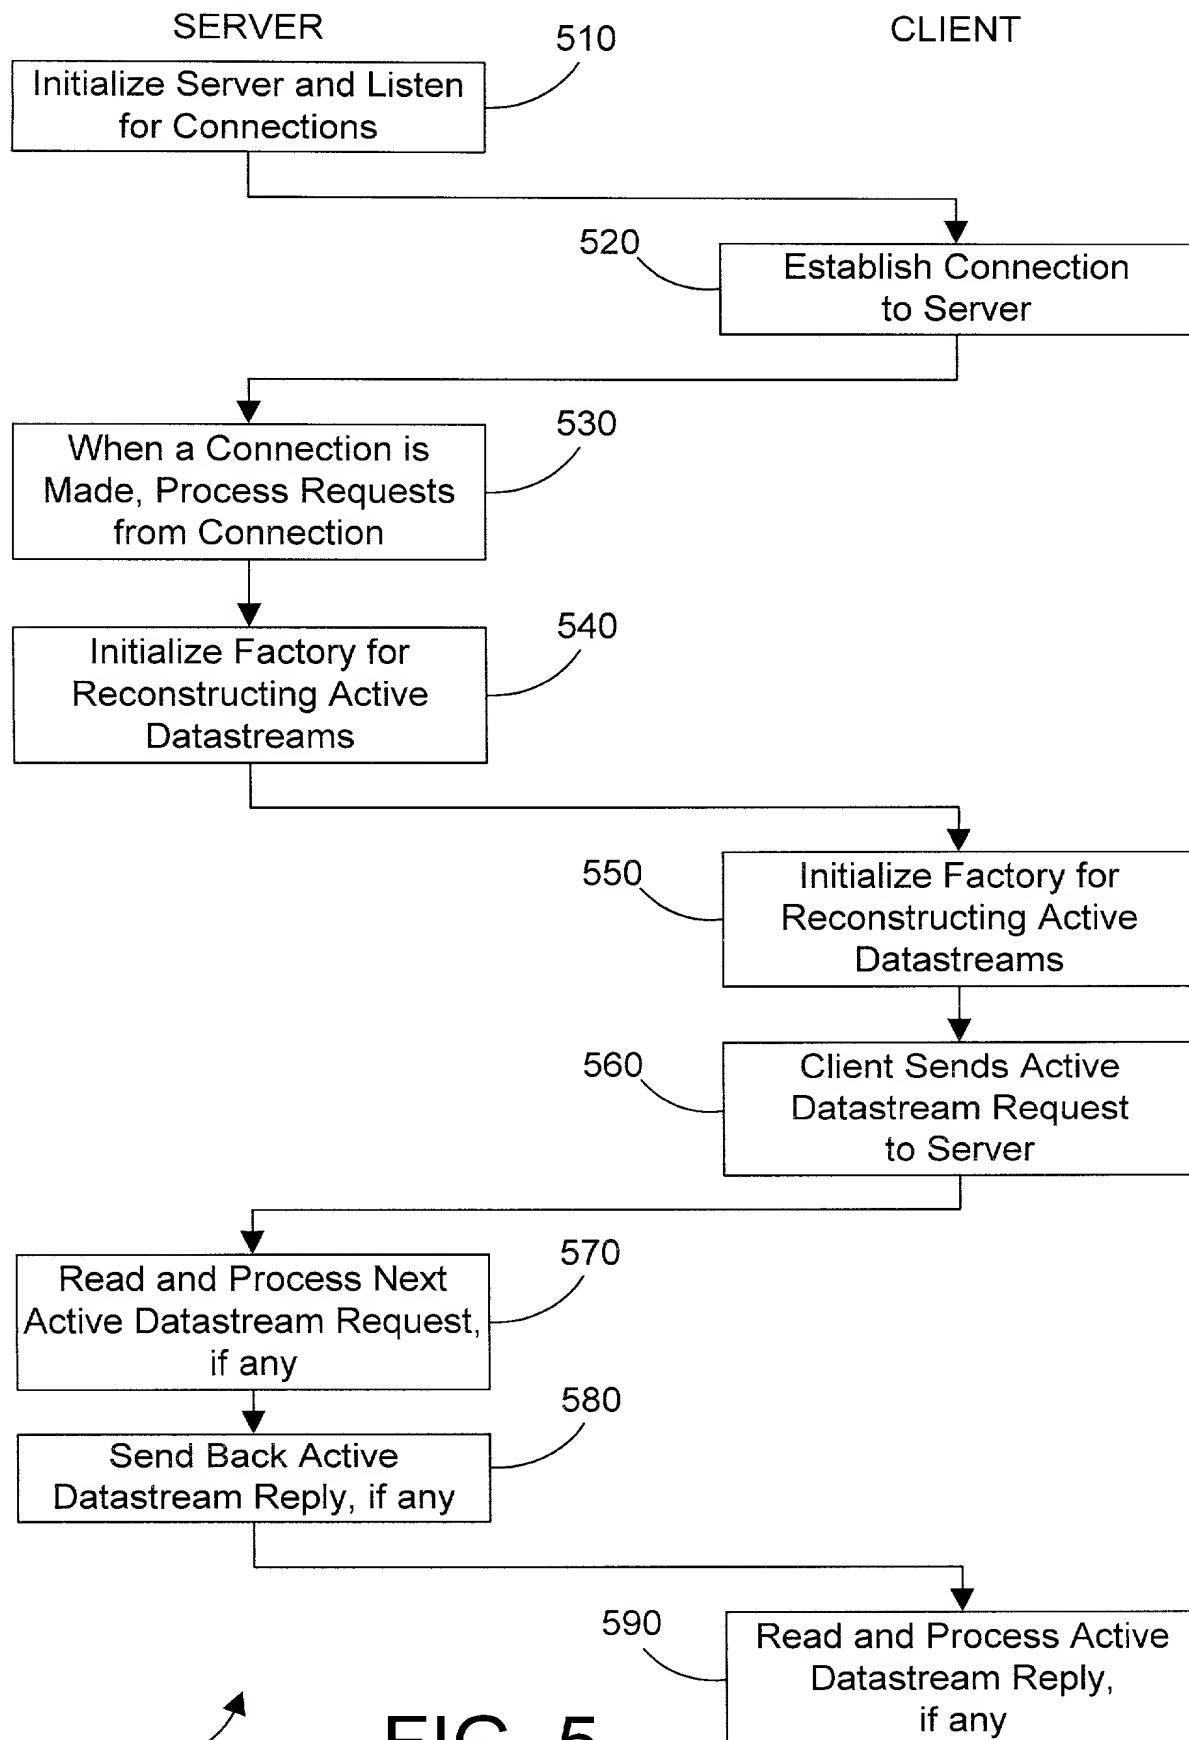 SERVER
CLIENT
510
Initialize Server and Listen
for Connections
520
Establish Connection
to Server
530
When a Connection is
Made, Process Requests
from Connection
540
Initialize Factory for
Reconstructing Active
Datastreams
550
Initialize Factory for
Reconstructing Active
Datastreams
560
Client Sends Active
Datastream Request
to Server
570
Read and Process Next
Active Datastream Request,
if any
580
Send Back Active
Datastream Reply, if any
590
Read and Process Active
Datastream Reply,
if any
FIG. 5